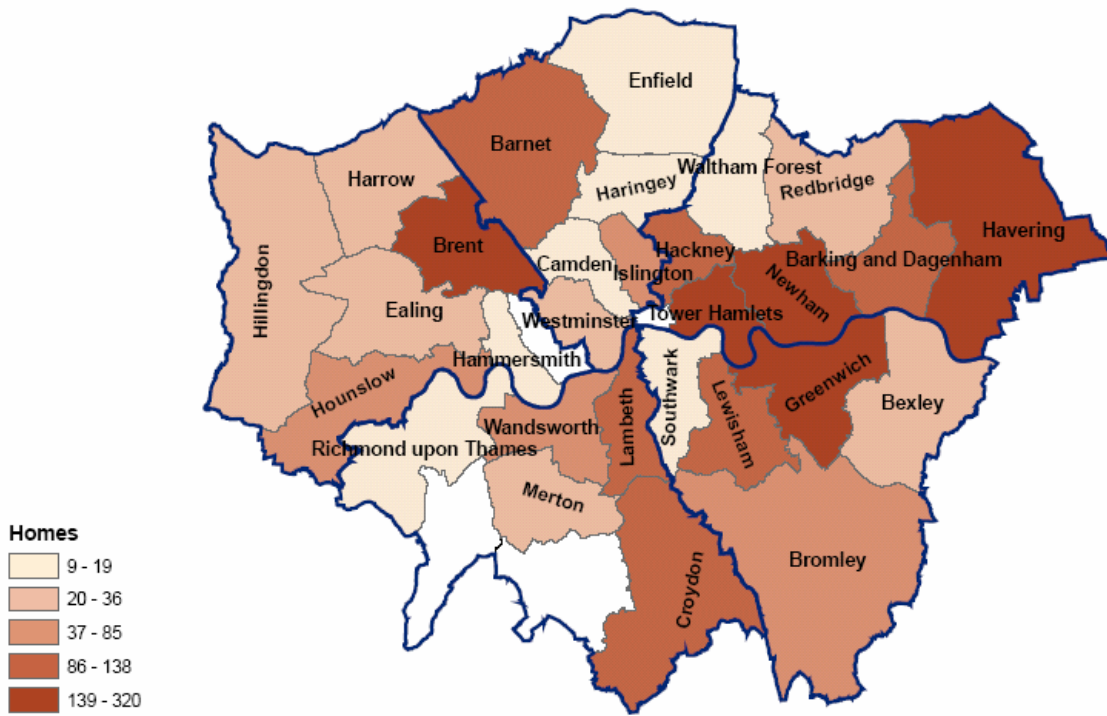 Enfield
Barnet
Waltham Forest
Harrow
Haringey
Redbridge
Havering
Brent
Hackney
Barking and Dagenham
Camden
Islington
Newham
Hillingdon
Ealing
Westminster
Tower Hamlets
Hammersmith
Hounslow
Greenwich
Southwark
Lewisham
Bexley
Lambeth
Wandsworth
Richmond upon Thames
Merton
Bromley
Croydon
Homes
9 - 19
20 - 36
37 - 85
86 - 138
139 - 320